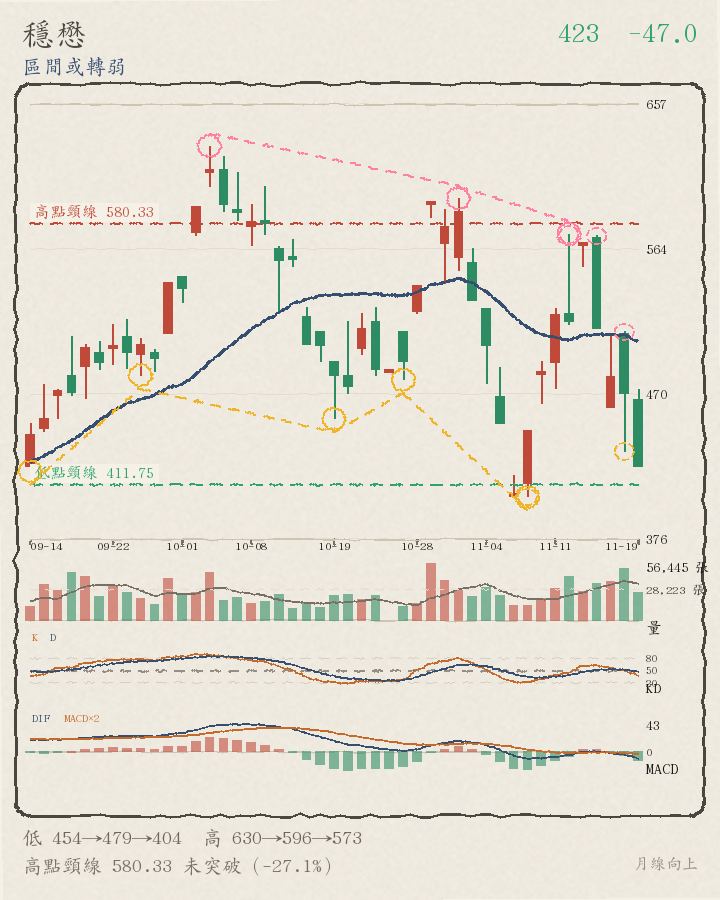 穩懋
423 -47.0
區間或轉弱
657
高點頸線 580.33
564
470
低點頸線 411.75
376
09-14 09-22 10-01 10-08 10-19 10-28 11-04 11-11 11-19
56,445 張
28,223 張
量
K D
80
50
20
KD
DIF MACD×2
43
0
MACD
低 454→479→404 高 630→596→573
高點頸線 580.33 未突破 (-27.1%)
月線向上